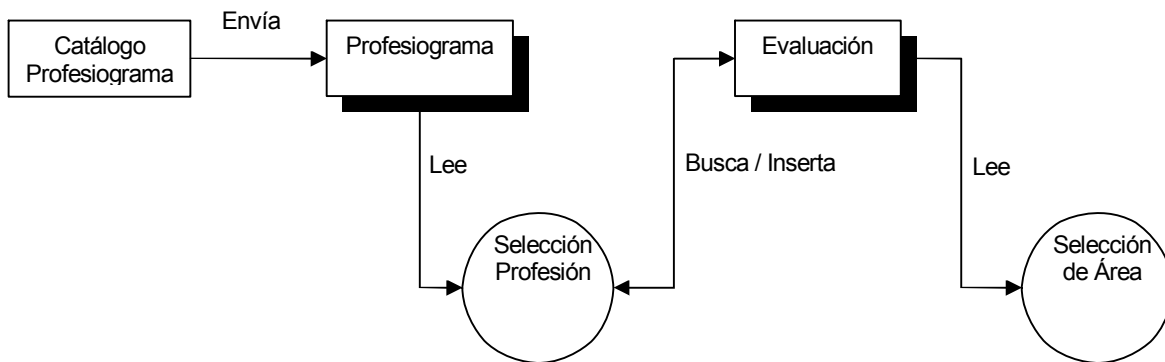 Envía
Catálogo
Profesiograma
Profesiograma
Evaluación
Lee
Busca / Inserta
Lee
Selección
Profesión
Selección
de Área